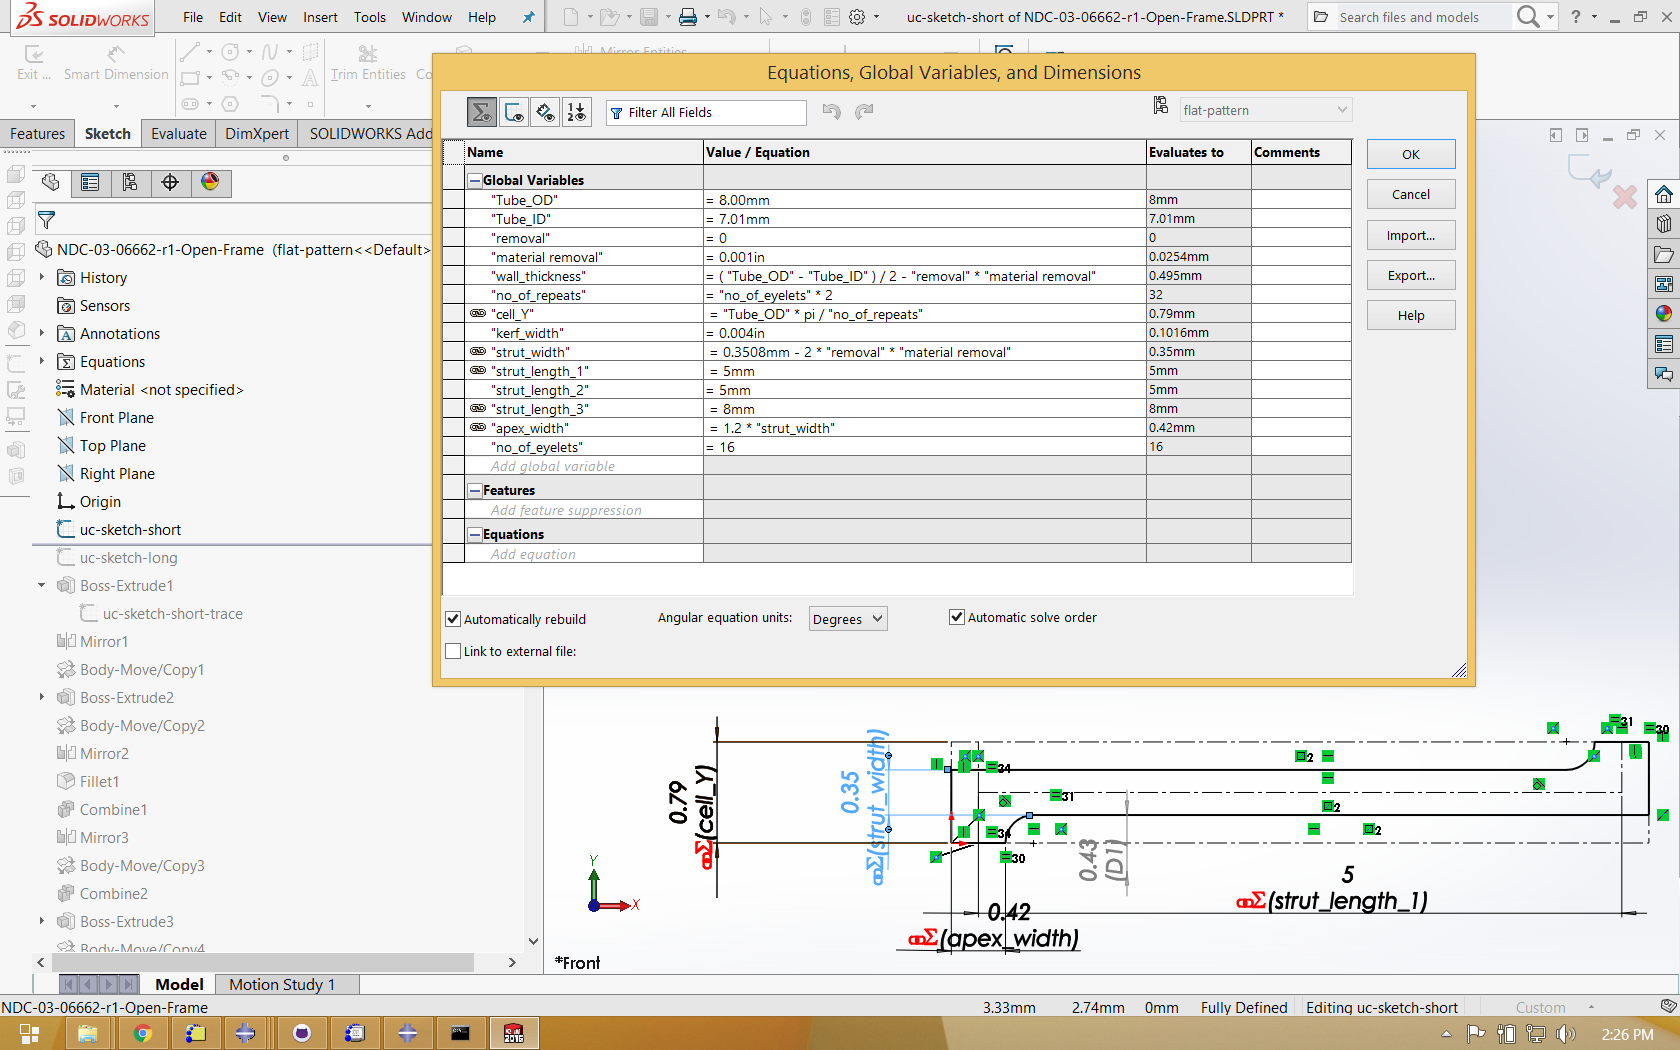 SOLIDWORKS
File Edit View Insert Tools Window Help
uc-sketch-short of NDC-03-06662-r1-Open-Frame.SLDPRT *
Search files and models
Exit ... Smart Dimension
Trim Entities
Co
Mirror Entities
Features Sketch Evaluate DimXpert SOLIDWORKS Add
NDC-03-06662-r1-Open-Frame (flat-pattern<<Default>
History
Sensors
Annotations
Equations
Material <not specified>
Front Plane
Top Plane
Right Plane
Origin
uc-sketch-short
uc-sketch-long
Boss-Extrude1
uc-sketch-short-trace
Mirror1
Body-Move/Copy1
Boss-Extrude2
Body-Move/Copy2
Mirror2
Fillet1
Combine1
Mirror3
Body-Move/Copy3
Combine2
Boss-Extrude3
Body-Move/Copy4
Equations, Global Variables, and Dimensions
Filter All Fields
flat-pattern
Name Value / Equation Evaluates to Comments
Global Variables
"Tube_OD" = 8.00mm 8mm
"Tube_ID" = 7.01mm 7.01mm
"removal" = 0 0
"material removal" = 0.001in 0.0254mm
"wall_thickness" = ( "Tube_OD" - "Tube_ID" ) / 2 - "removal" * "material removal" 0.495mm
"no_of_repeats" = "no_of_eyelets" * 2 32
"cell_Y" = "Tube_OD" * pi / "no_of_repeats" 0.79mm
"kerf_width" = 0.004in 0.1016mm
"strut_width" = 0.3508mm - 2 * "removal" * "material removal" 0.35mm
"strut_length_1" = 5mm 5mm
"strut_length_2" = 5mm 5mm
"strut_length_3" = 8mm 8mm
"apex_width" = 1.2 * "strut_width" 0.42mm
"no_of_eyelets" = 16 16
Add global variable
Features
Add feature suppression
Equations
Add equation
OK
Cancel
Import...
Export...
Help
Automatically rebuild
Angular equation units: Degrees
Automatic solve order
Link to external file:
0.79
Σ(cell_Y)
0.35
Σ(strut_width)
34
31
2
31
30
2
2
34
30
0.43
(D1)
5
Σ(strut_length_1)
0.42
Σ(apex_width)
Y
X
*Front
Model Motion Study 1
NDC-03-06662-r1-Open-Frame
3.33mm 2.74mm 0mm Fully Defined Editing uc-sketch-short Custom
2:26 PM